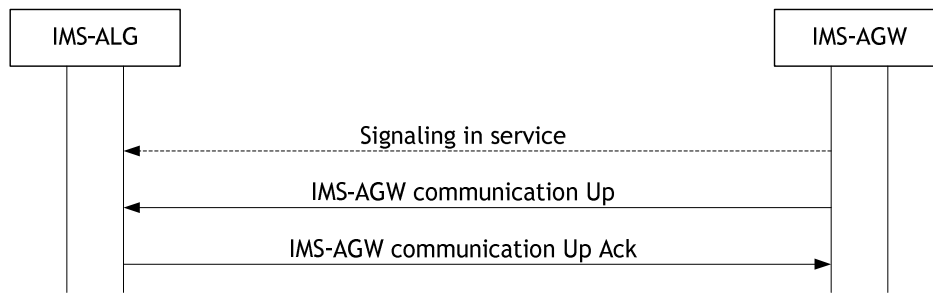 IMS-ALG
IMS-AGW
Signaling in service
IMS-AGW communication Up
IMS-AGW communication Up Ack